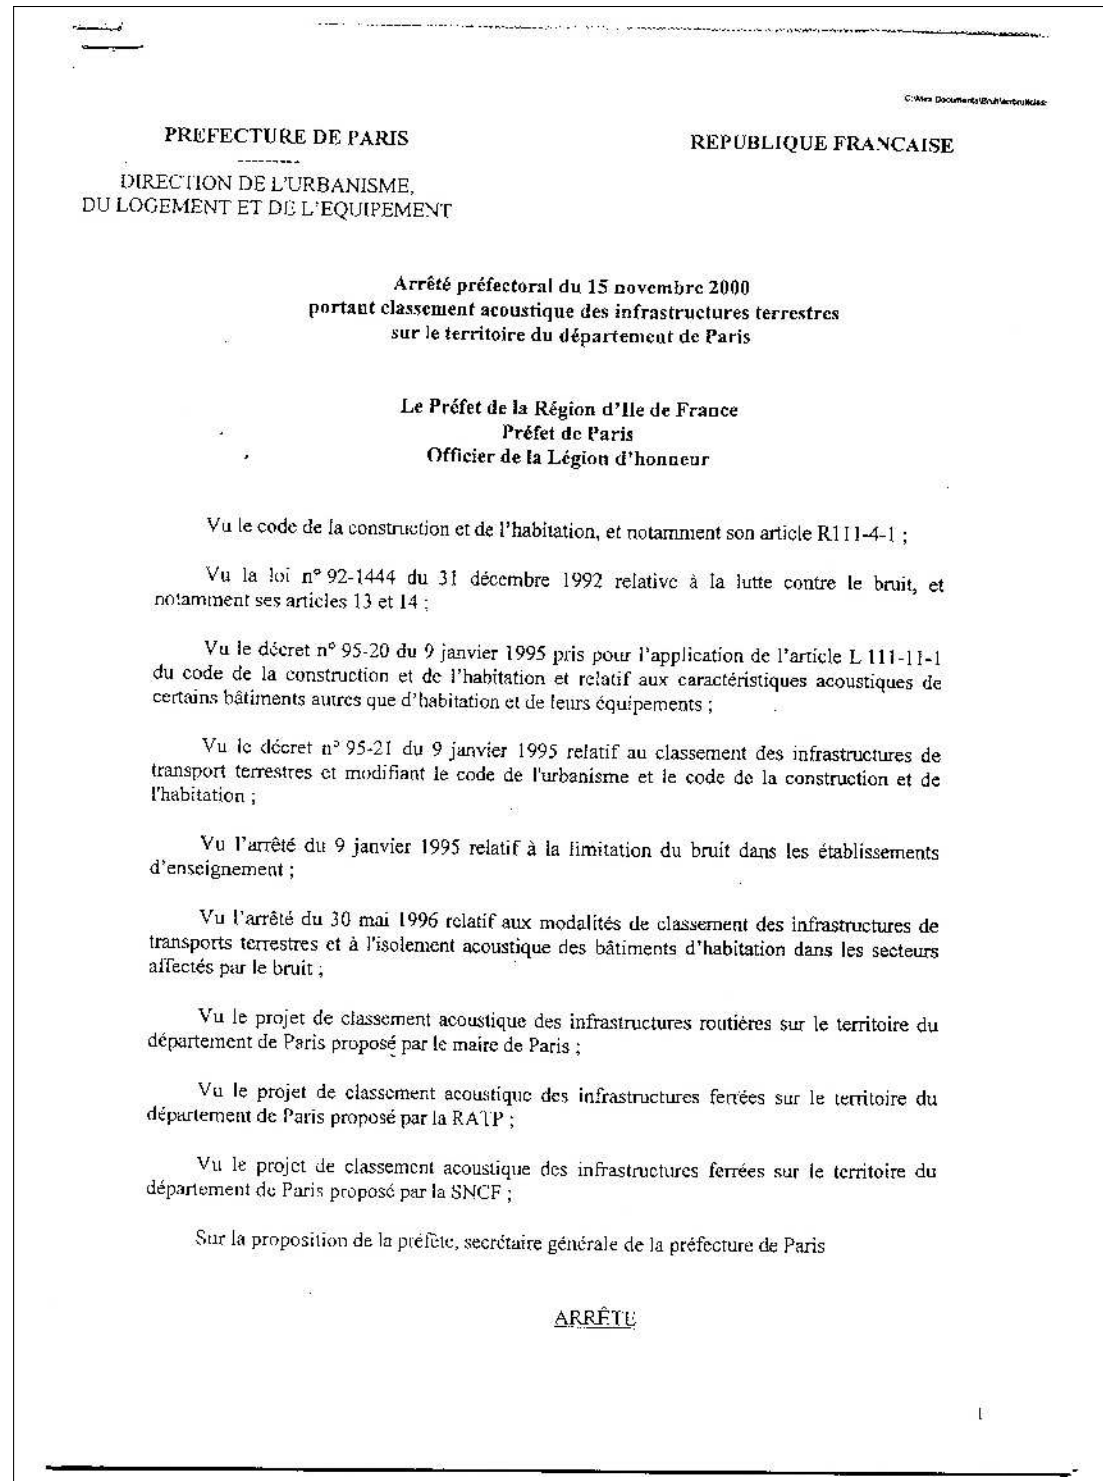 PREFECTURE DE PARIS
REPUBLIQUE FRANCAISE
---------
DIRECTION DE L'URBANISME,
DU LOGEMENT ET DE L'EQUIPEMENT
Arrêté préfectoral du 15 novembre 2000
portant classement acoustique des infrastructures terrestres
sur le territoire du département de Paris
Le Préfet de la Région d'Ile de France
Préfet de Paris
Officier de la Légion d'honneur
Vu le code de la construction et de l'habitation, et notamment son article R111-4-1 ;
Vu la loi n° 92-1444 du 31 décembre 1992 relative à la lutte contre le bruit, et
notamment ses articles 13 et 14 ;
Vu le décret n° 95-20 du 9 janvier 1995 pris pour l'application de l'article L 111-11-1
du code de la construction et de l'habitation et relatif aux caractéristiques acoustiques de
certains bâtiments autres que d'habitation et de leurs équipements ;
Vu le décret n° 95-21 du 9 janvier 1995 relatif au classement des infrastructures de
transport terrestres et modifiant le code de l'urbanisme et le code de la construction et de
l'habitation ;
Vu l'arrêté du 9 janvier 1995 relatif à la limitation du bruit dans les établissements
d'enseignement ;
Vu l'arrêté du 30 mai 1996 relatif aux modalités de classement des infrastructures de
transports terrestres et à l'isolement acoustique des bâtiments d'habitation dans les secteurs
affectés par le bruit ;
Vu le projet de classement acoustique des infrastructures routières sur le territoire du
département de Paris proposé par le maire de Paris ;
Vu le projet de classement acoustique des infrastructures ferrées sur le territoire du
département de Paris proposé par la RATP ;
Vu le projet de classement acoustique des infrastructures ferrées sur le territoire du
département de Paris proposé par la SNCF ;
Sur la proposition de la préfète, secrétaire générale de la préfecture de Paris
ARRÊTE
1